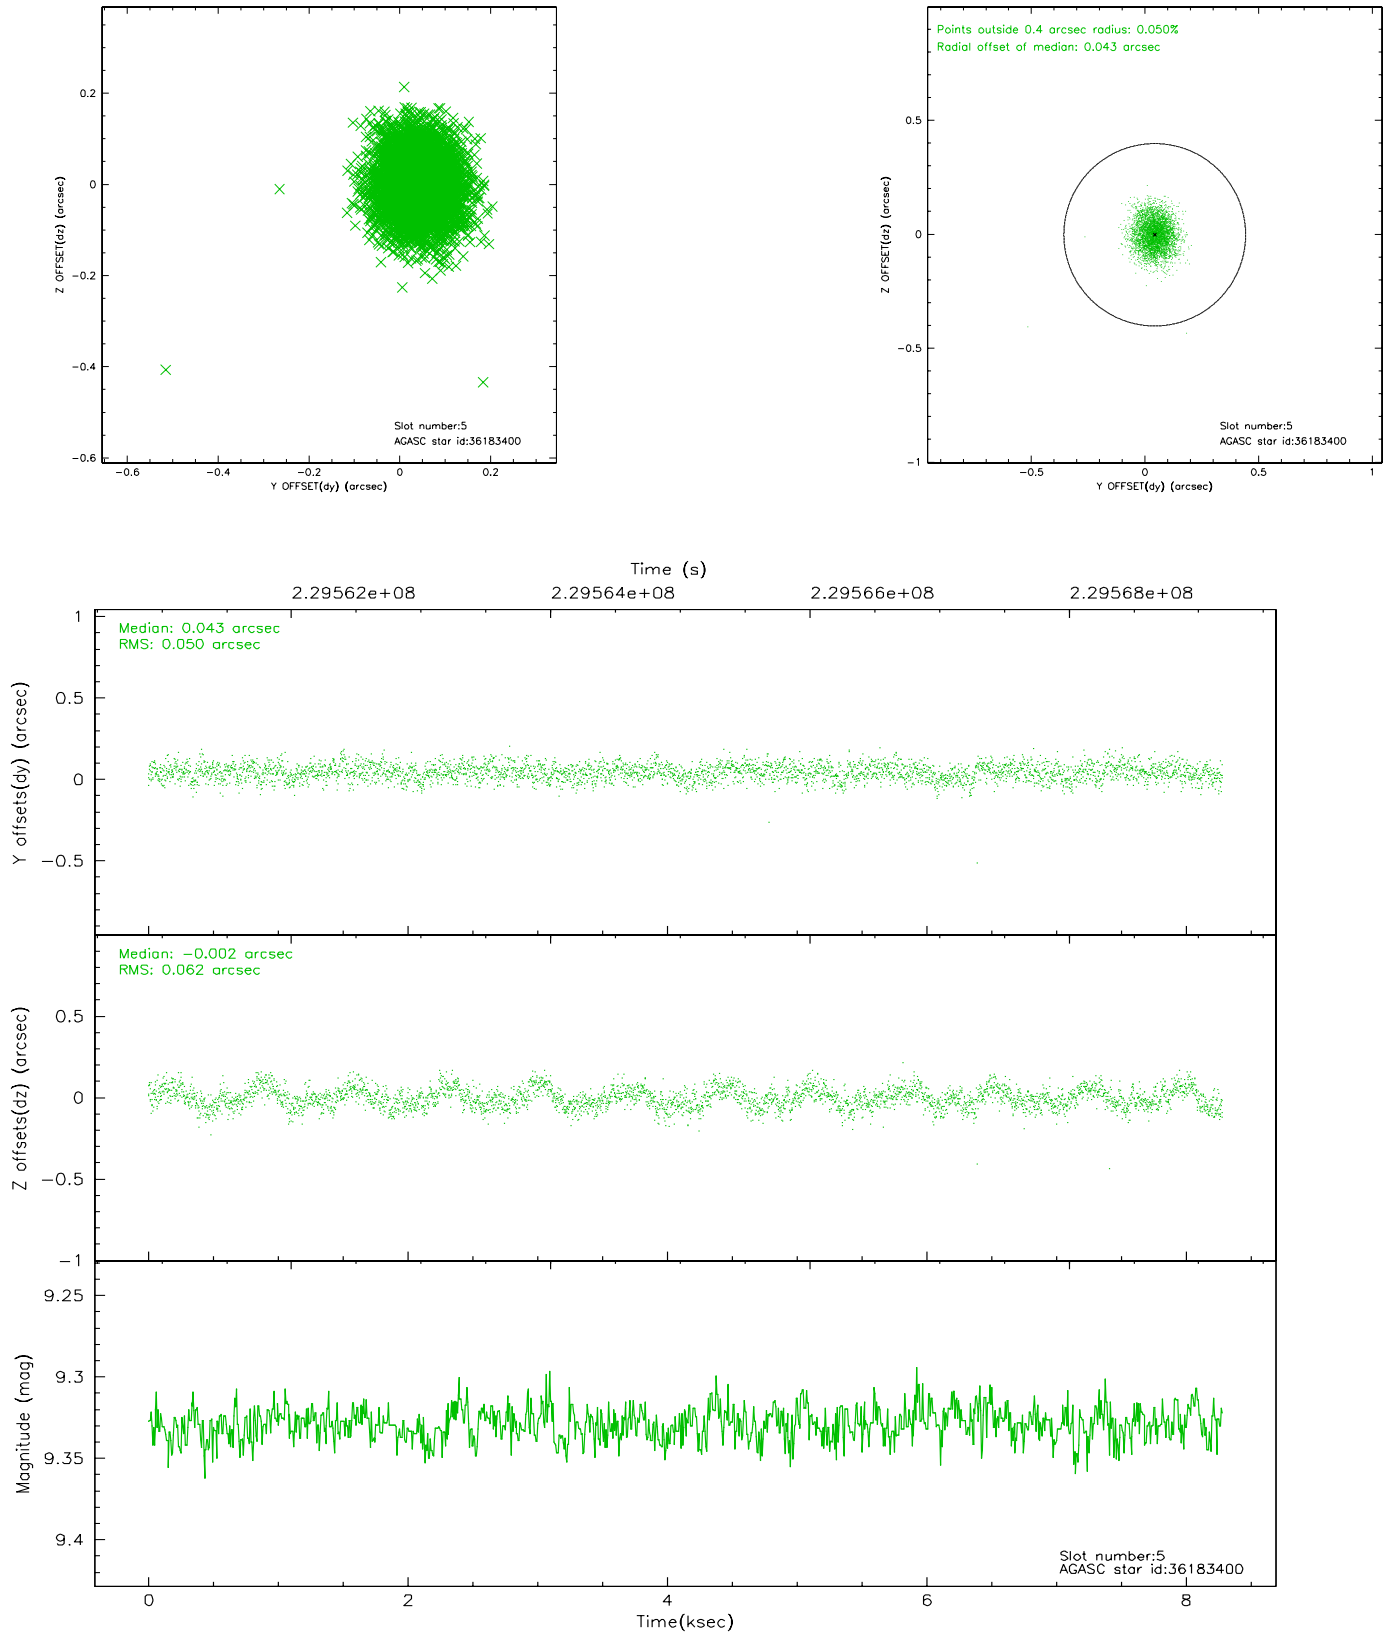 0.2
0
−0.2
−0.4
−0.6
Z OFFSET(dz) (arcsec)
Slot number:5
AGASC star id:36183400
−0.6 −0.4 −0.2 0 0.2
Y OFFSET(dy) (arcsec)
Points outside 0.4 arcsec radius: 0.050%
Radial offset of median: 0.043 arcsec
0.5
0
−0.5
−1
Z OFFSET(dz) (arcsec)
Slot number:5
AGASC star id:36183400
−0.5 0 0.5 1
Y OFFSET(dy) (arcsec)
Time (s)
2.29562e+08 2.29564e+08 2.29566e+08 2.29568e+08
Median: 0.043 arcsec
RMS: 0.050 arcsec
1
0.5
0
−0.5
Y offsets(dy) (arcsec)
Median: −0.002 arcsec
RMS: 0.062 arcsec
0.5
0
−0.5
−1
Z offsets(dz) (arcsec)
9.25
9.3
9.35
9.4
Magnitude (mag)
Slot number:5
AGASC star id:36183400
0 2 4 6 8
Time(ksec)